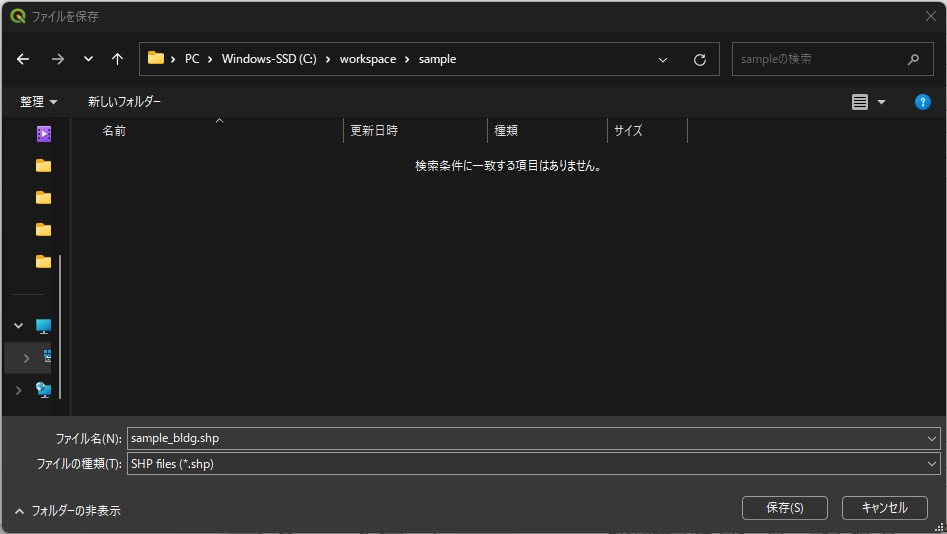 ファイルを保存
PC Windows-SSD (C:) workspace sample
sampleの検索
整理 新しいフォルダー
名前 更新日時 種類 サイズ
検索条件に一致する項目はありません。
ファイル名(N): sample_bldg.shp
ファイルの種類(T): SHP files (*.shp)
フォルダーの非表示 保存(S) キャンセル